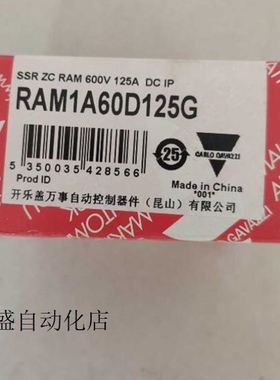 SSR ZC RAM 600V 125A DC IP
RAM1A60D125G
25
CARLO GAVAZZI
5 350035 428566
Made in China
"001"
Prod ID
开乐盖万事自动控制器件（昆山）有限公司
盛自动化店